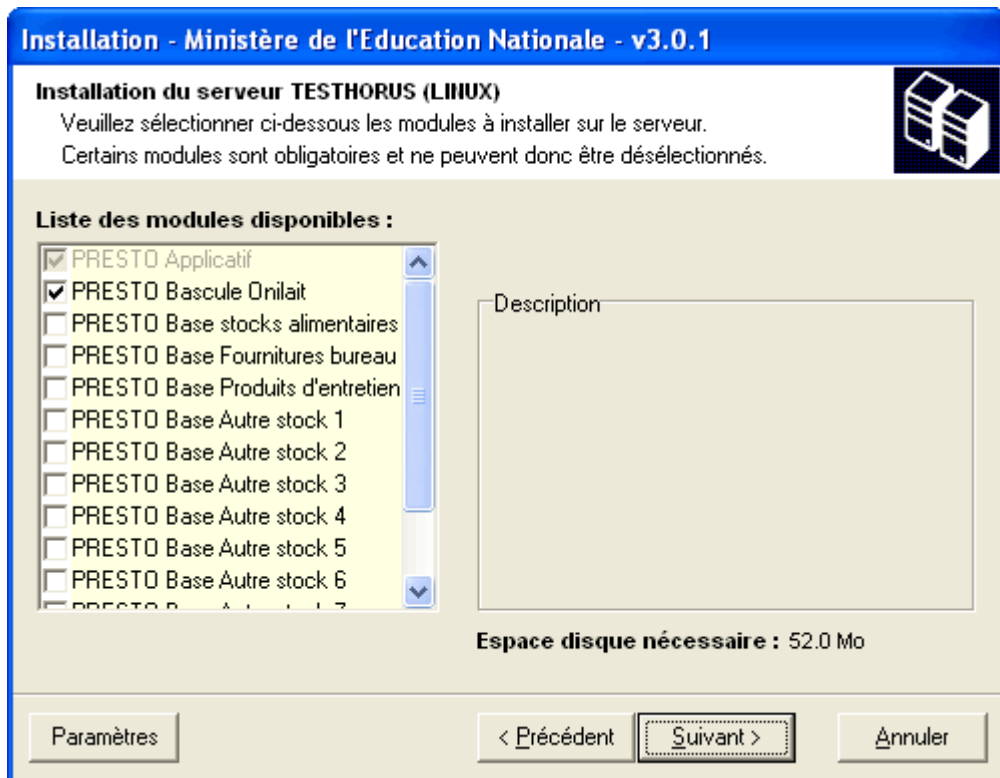 Installation - Ministère de l'Education Nationale - v3.0.1
Installation du serveur TESTHORUS (LINUX)
Veuillez sélectionner ci-dessous les modules à installer sur le serveur.
Certains modules sont obligatoires et ne peuvent donc être désélectionnés.
Liste des modules disponibles :
PRESTO Applicatif
PRESTO Bascule Onilait
PRESTO Base stocks alimentaires
PRESTO Base Fournitures bureau
PRESTO Base Produits d'entretien
PRESTO Base Autre stock 1
PRESTO Base Autre stock 2
PRESTO Base Autre stock 3
PRESTO Base Autre stock 4
PRESTO Base Autre stock 5
PRESTO Base Autre stock 6
Description
Espace disque nécessaire : 52.0 Mo
Paramètres
< Précédent
Suivant >
Annuler